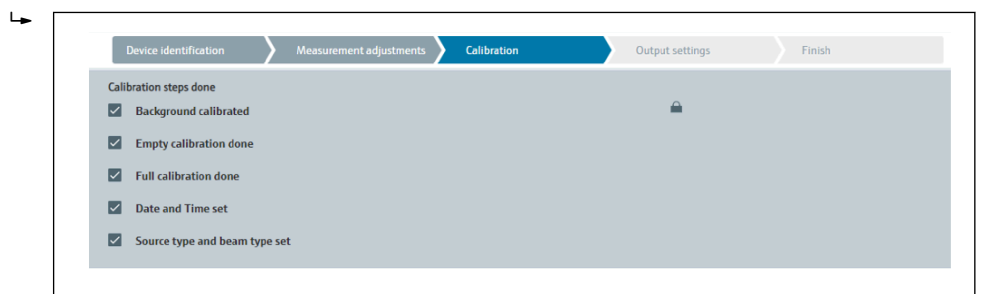 Device identification Measurement adjustments Calibration Output settings Finish
Calibration steps done
Background calibrated
Empty calibration done
Full calibration done
Date and Time set
Source type and beam type set